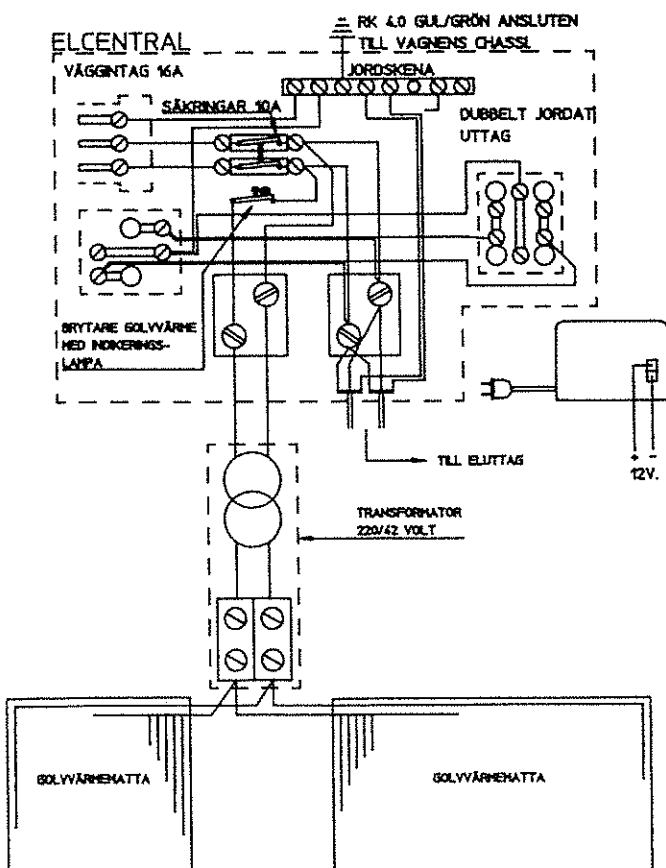 RK 4.0 GUL/GRÖN ANSLUTEN
TILL VAGNENS CHASSI.
ELCENTRAL
VÄGGINTAG 16A
JORDSKENA
SÄKRINGAR 10A
DUBBELT JORDAT
UTTAG
BRYTARE GOLVVÄRME
MED INDIKERINGS-
LAMPA
TILL ELUTTAG
+ -
12V.
TRANSFORMATOR
220/42 VOLT
GOLVVÄRMEMATTA
GOLVVÄRMEMATTA